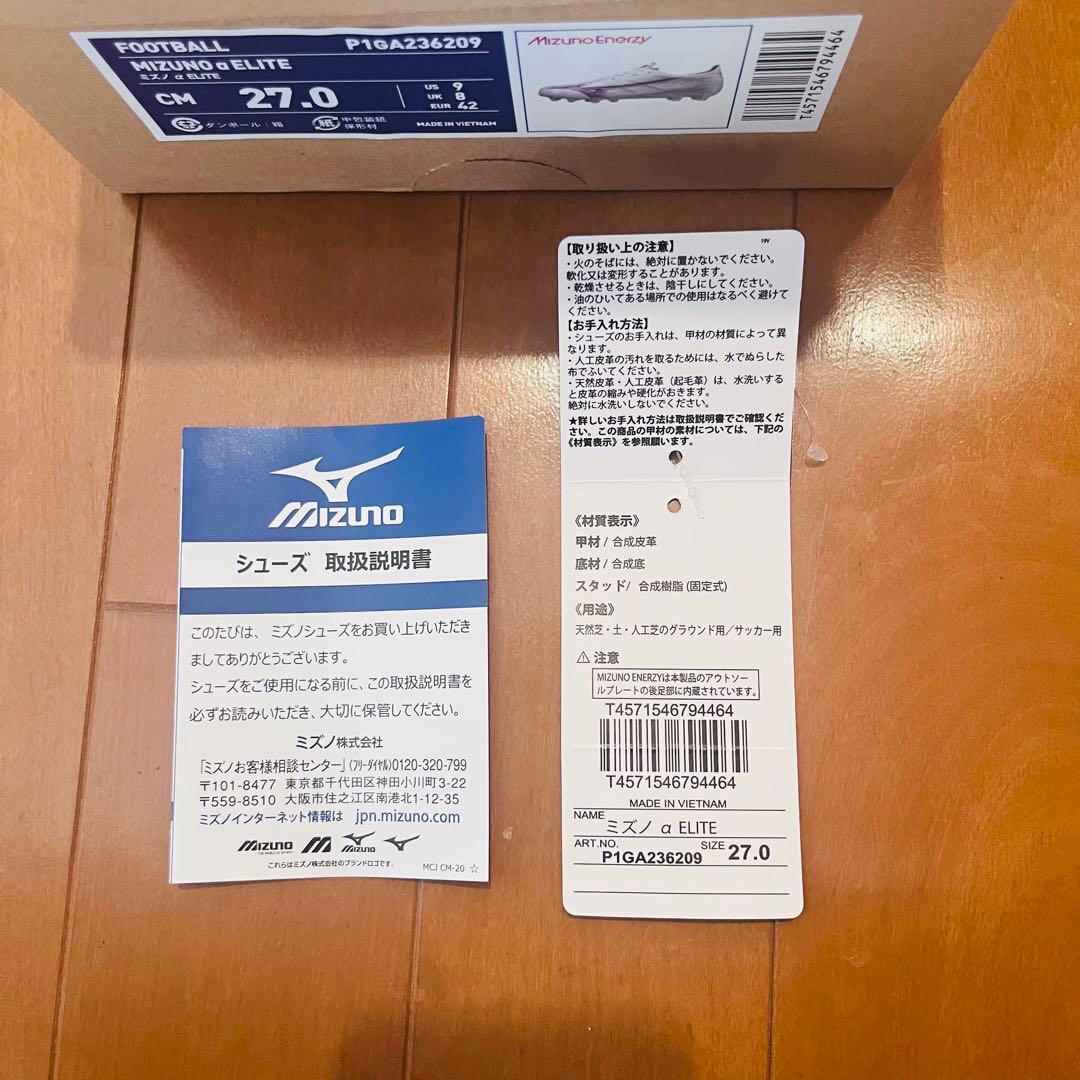 FOOTBALL P1GA236209
MIZUNO α ELITE
ミズノ α ELITE
CM 27.0
US 9
UK 8
EUR 42
ダンボール：箱
紙 中包装紙
保形材
MADE IN VIETNAM
MizunoEnerzy
T4571546794464
MIZUNO
シューズ 取扱説明書
このたびは、ミズノシューズをお買い上げいただき
ましてありがとうございます。
シューズをご使用になる前に、この取扱説明書を
必ずお読みいただき、大切に保管してください。
ミズノ株式会社
「ミズノお客様相談センター」(フリーダイヤル)0120-320-799
〒101-8477 東京都千代田区神田小川町3-22
〒559-8510 大阪市住之江区南港北1-12-35
ミズノインターネット情報は jpn.mizuno.com
MIZUNO
MIZUNO
これらはミズノ株式会社のブランドロゴです。
MCJ CM-20 ☆
【取り扱い上の注意】
・火のそばには、絶対に置かないでください。
軟化又は変形することがあります。
・乾燥させるときは、陰干しにしてください。
・油のひいてある場所での使用はなるべく避けて
ください。
【お手入れ方法】
・シューズのお手入れは、甲材の材質によって異
なります。
・人工皮革の汚れを取るためには、水でぬらした
布でふいてください。
・天然皮革・人工皮革（起毛革）は、水洗いする
と皮革の縮みや硬化がおきます。
絶対に水洗いしないでください。
★詳しいお手入れ方法は取扱説明書でご確認くだ
さい。この商品の甲材の素材については、下記の
《材質表示》を参照願います。
《材質表示》
甲材 / 合成皮革
底材 / 合成底
スタッド/ 合成樹脂 (固定式)
《用途》
天然芝・土・人工芝のグラウンド用／サッカー用
⚠ 注意
MIZUNO ENERZYは本製品のアウトソー
ルプレートの後足部に内蔵されています。
T4571546794464
T4571546794464
MADE IN VIETNAM
NAME ミズノ α ELITE
ART.NO. P1GA236209 SIZE 27.0